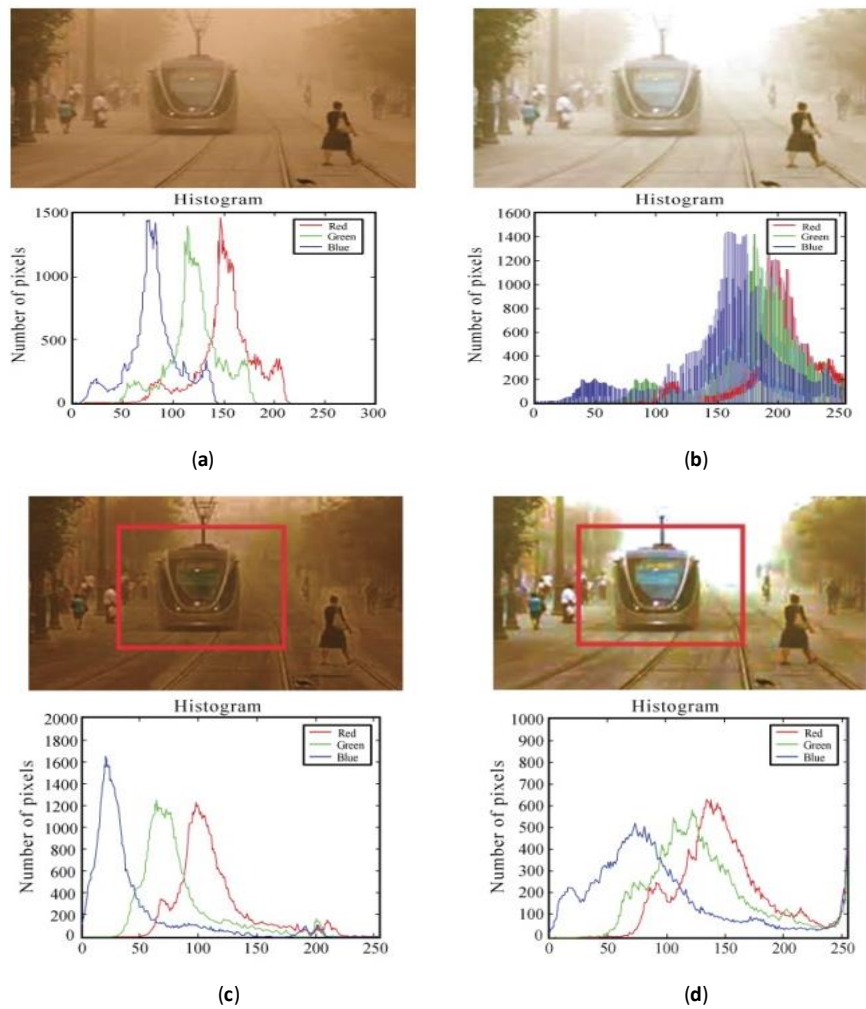 Histogram
Number of pixels
1500
1000
500
0
0 50 100 150 200 250 300
Red
Green
Blue
(a)
Histogram
Number of pixels
1600
1400
1200
1000
800
600
400
200
0
0 50 100 150 200 250
Red
Green
Blue
(b)
Histogram
Number of pixels
2000
1800
1600
1400
1200
1000
800
600
400
200
0
0 50 100 150 200 250
Red
Green
Blue
(c)
Histogram
Number of pixels
1000
900
800
700
600
500
400
300
200
100
0
0 50 100 150 200 250
Red
Green
Blue
(d)